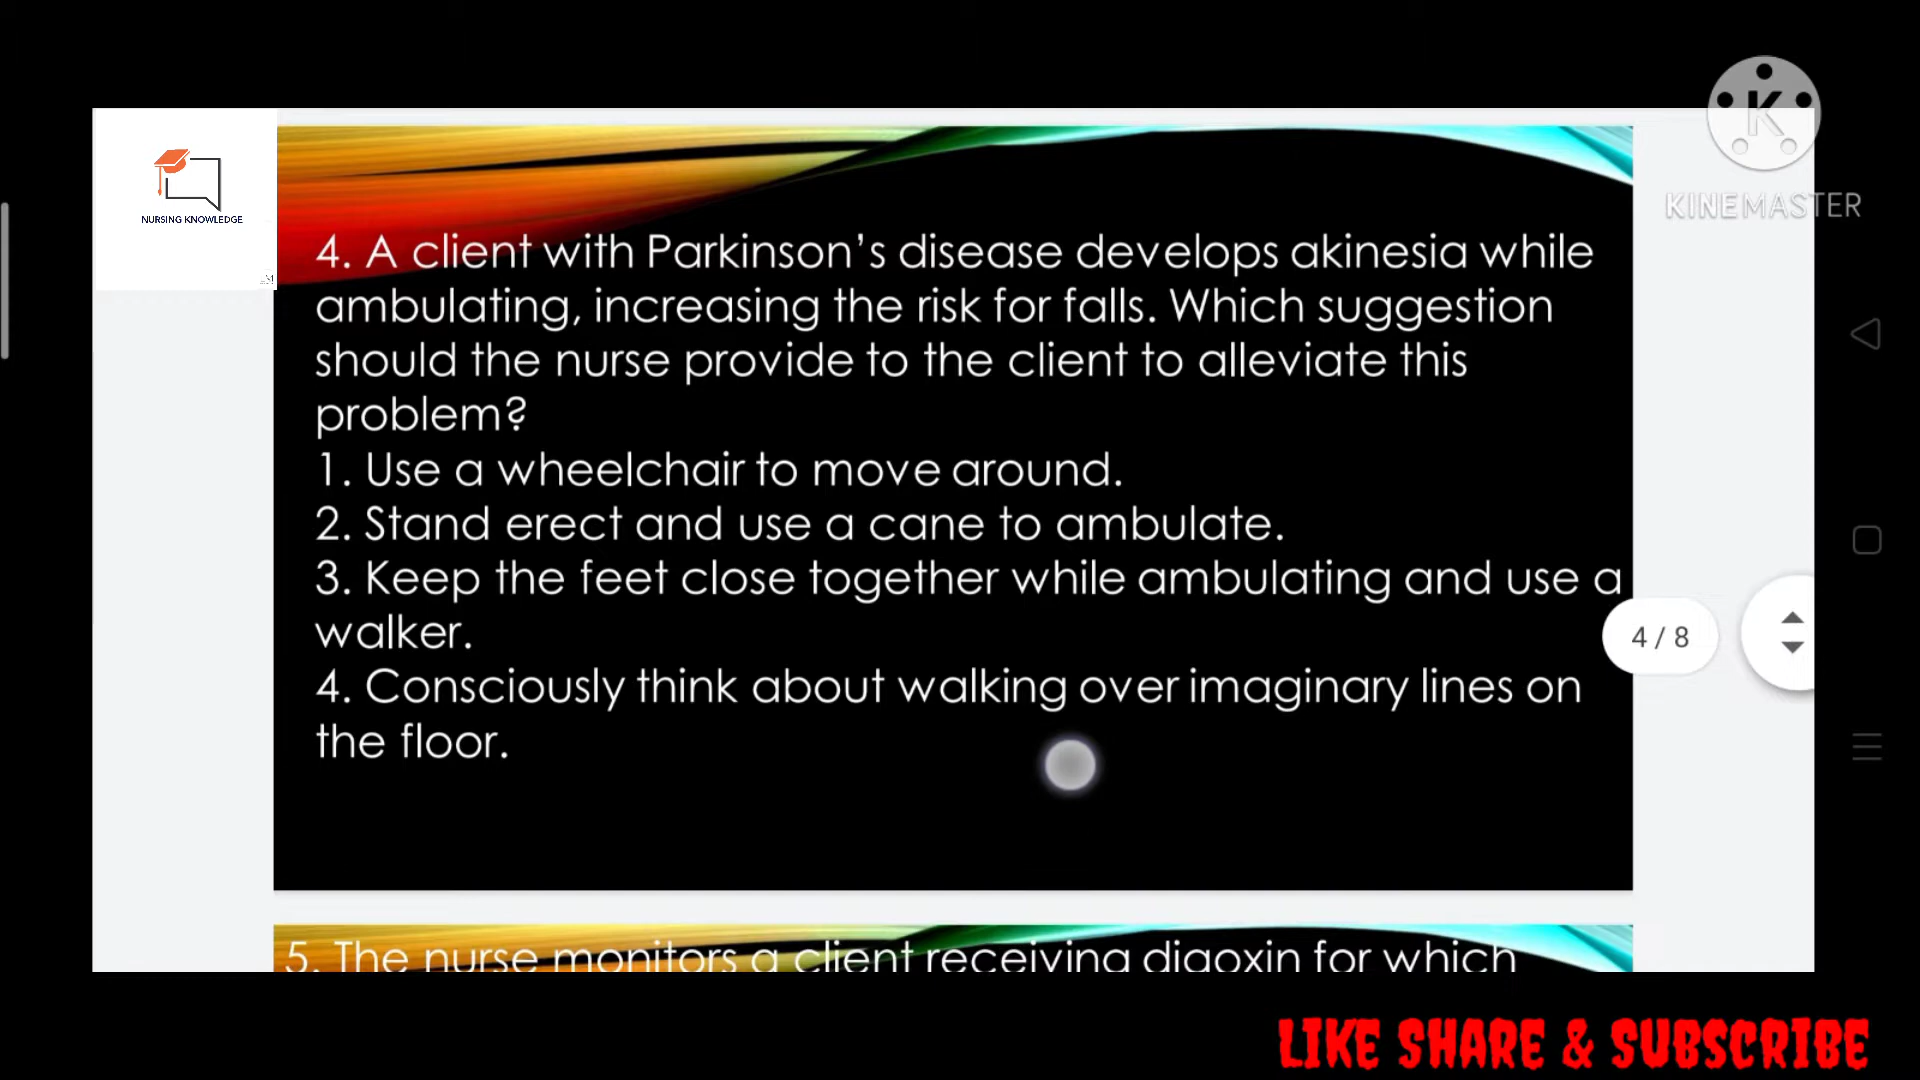 K
KINEMASTER
NURSING KNOWLEDGE
4. A client with Parkinson’s disease develops akinesia while
ambulating, increasing the risk for falls. Which suggestion
should the nurse provide to the client to alleviate this
problem?
1. Use a wheelchair to move around.
2. Stand erect and use a cane to ambulate.
3. Keep the feet close together while ambulating and use a
walker.
4. Consciously think about walking over imaginary lines on
the floor.
4 / 8
5. The nurse monitors a client receiving digoxin for which
LIKE SHARE & SUBSCRIBE